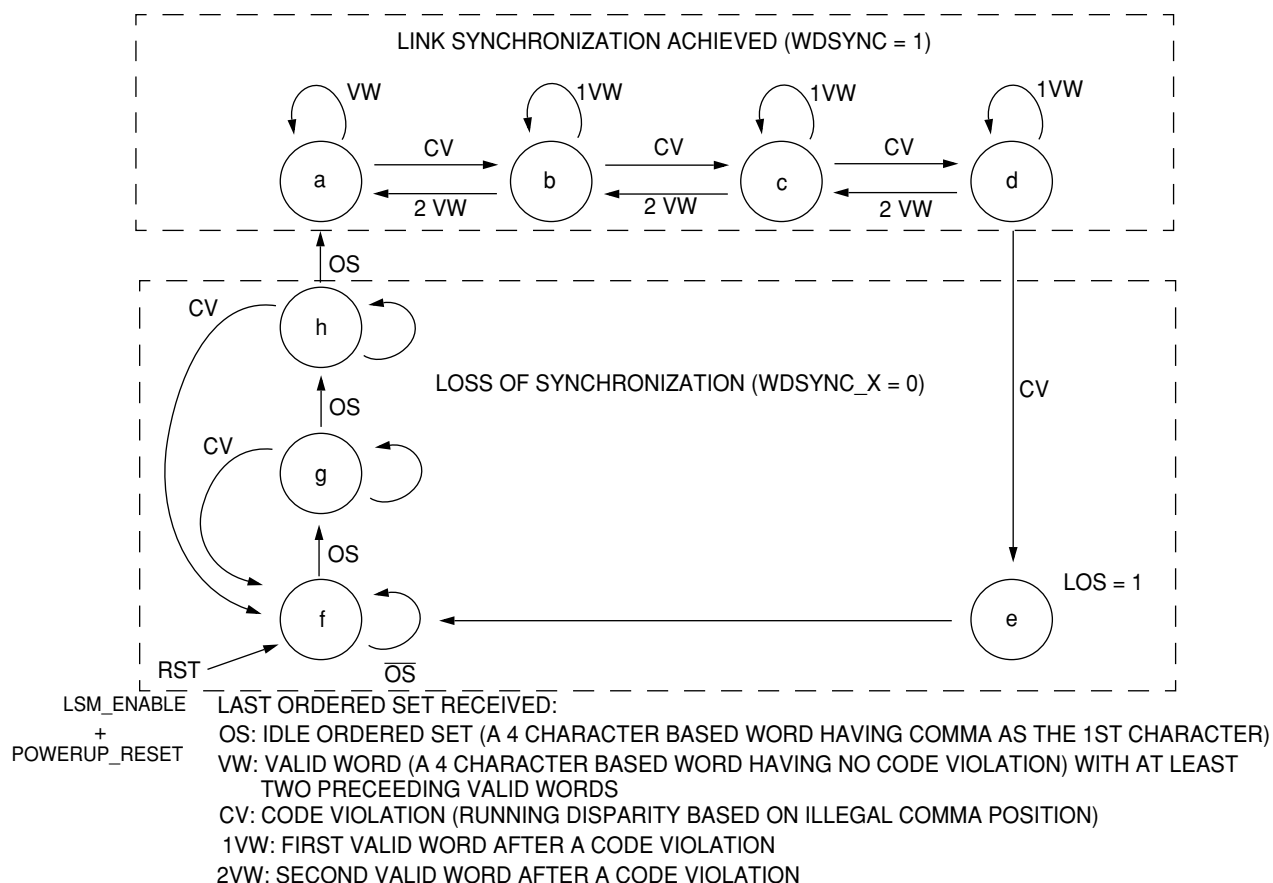 LINK SYNCHRONIZATION ACHIEVED (WDSYNC = 1)
VW
1VW
1VW
1VW
a
CV
b
CV
c
CV
d
2 VW
2 VW
2 VW
OS
CV
h
LOSS OF SYNCHRONIZATION (WDSYNC_X = 0)
CV
OS
CV
g
OS
LOS = 1
f
e
RST
OS
LSM_ENABLE
+
POWERUP_RESET
LAST ORDERED SET RECEIVED:
OS: IDLE ORDERED SET (A 4 CHARACTER BASED WORD HAVING COMMA AS THE 1ST CHARACTER)
VW: VALID WORD (A 4 CHARACTER BASED WORD HAVING NO CODE VIOLATION) WITH AT LEAST
TWO PRECEEDING VALID WORDS
CV: CODE VIOLATION (RUNNING DISPARITY BASED ON ILLEGAL COMMA POSITION)
1VW: FIRST VALID WORD AFTER A CODE VIOLATION
2VW: SECOND VALID WORD AFTER A CODE VIOLATION